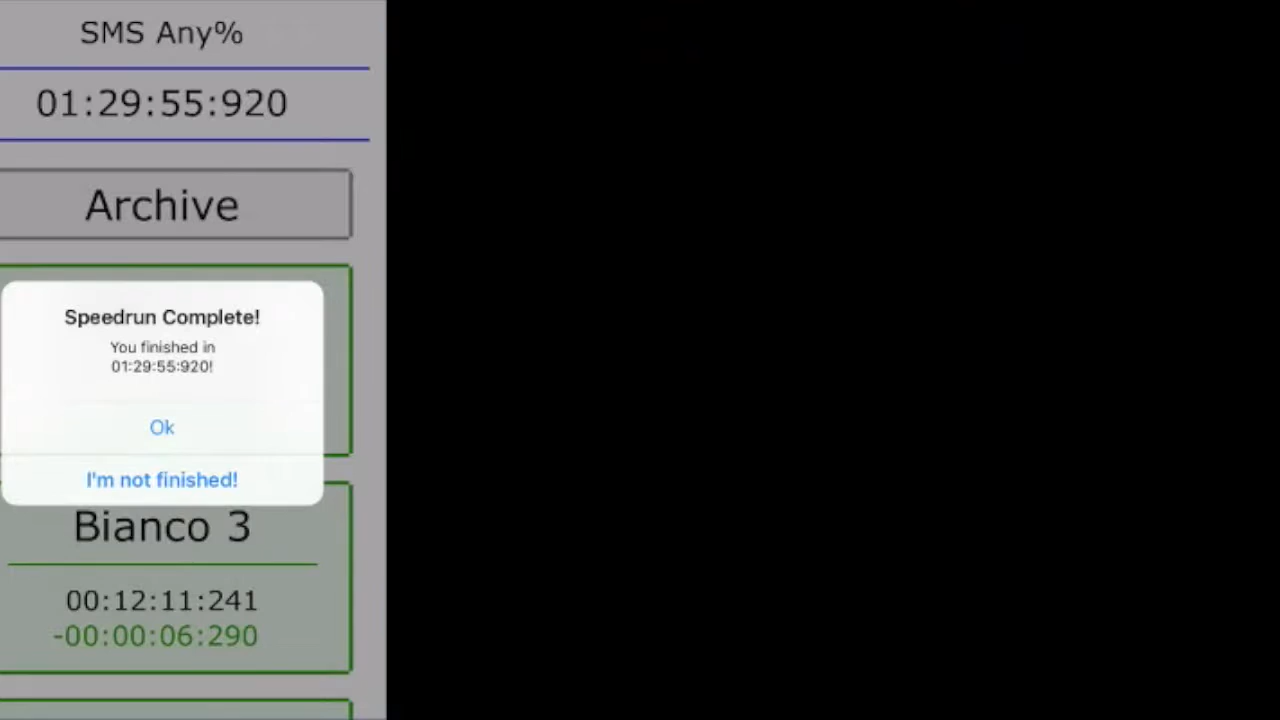 SMS Any%
01:29:55:920
Archive
Speedrun Complete!
You finished in
01:29:55:920!
Ok
I'm not finished!
Bianco 3
00:12:11:241
-00:00:06:290